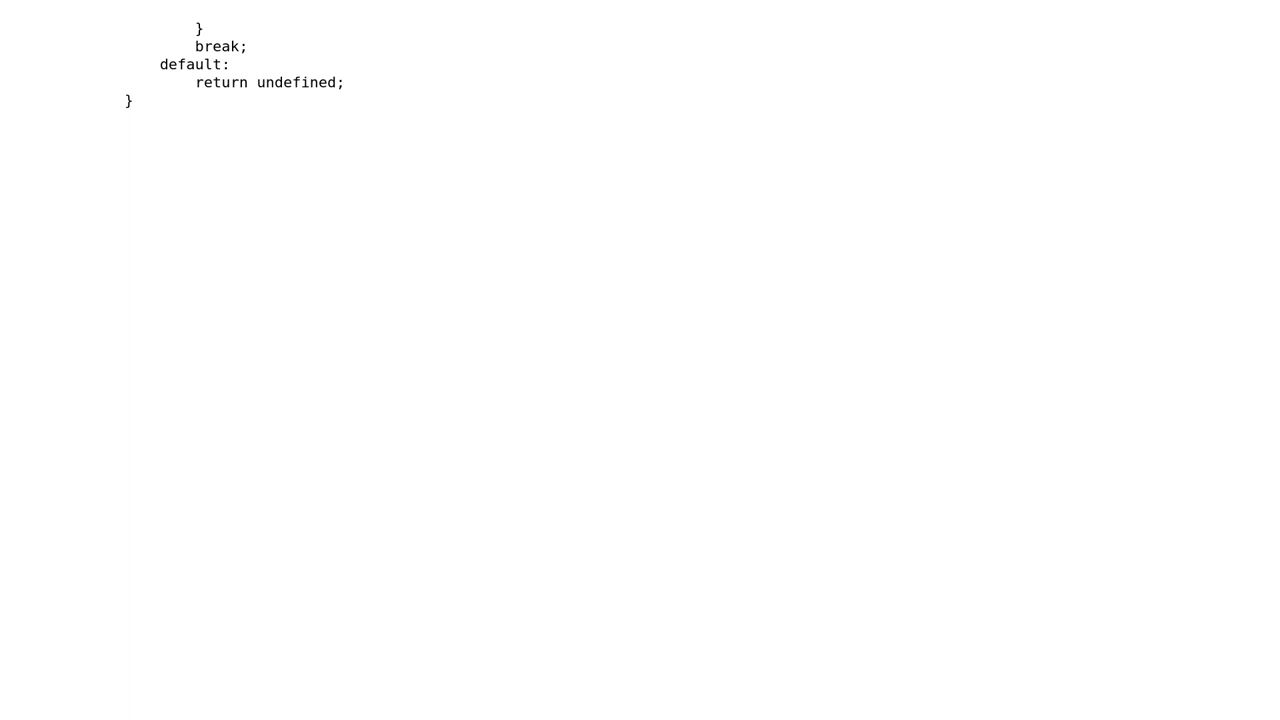 }
        break;
    default:
        return undefined;
}